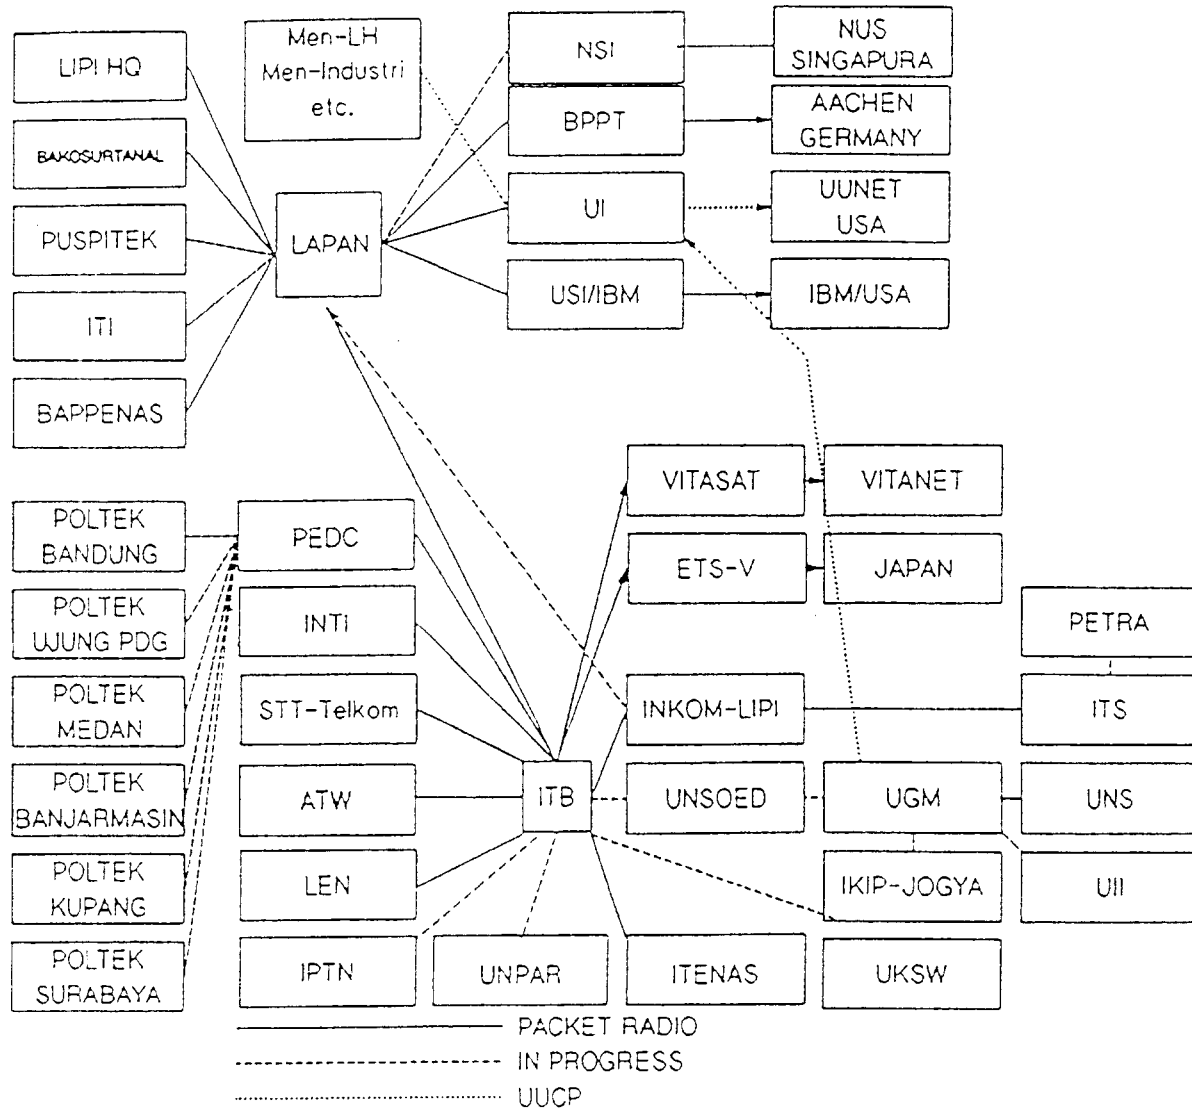 LIPI HQ
BAKOSURTANAL
PUSPITEK
ITI
BAPPENAS
Men-LH
Men-Industri
etc.
LAPAN
NSI
BPPT
UI
USI/IBM
NUS
SINGAPURA
AACHEN
GERMANY
UUNET
USA
IBM/USA
VITASAT
VITANET
ETS-V
JAPAN
POLTEK
BANDUNG
POLTEK
UJUNG PDG
POLTEK
MEDAN
POLTEK
BANJARMASIN
POLTEK
KUPANG
POLTEK
SURABAYA
PEDC
INTI
STT-Telkom
ATW
LEN
IPTN
UNPAR
ITENAS
UKSW
ITB
INKOM-LIPI
UNSOED
UGM
IKIP-JOGYA
PETRA
ITS
UNS
UII
PACKET RADIO
IN PROGRESS
UUCP